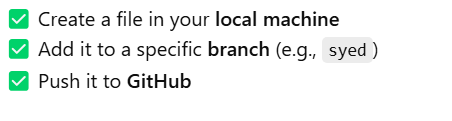 Create a file in your local machine
Add it to a specific branch (e.g., syed)
Push it to GitHub